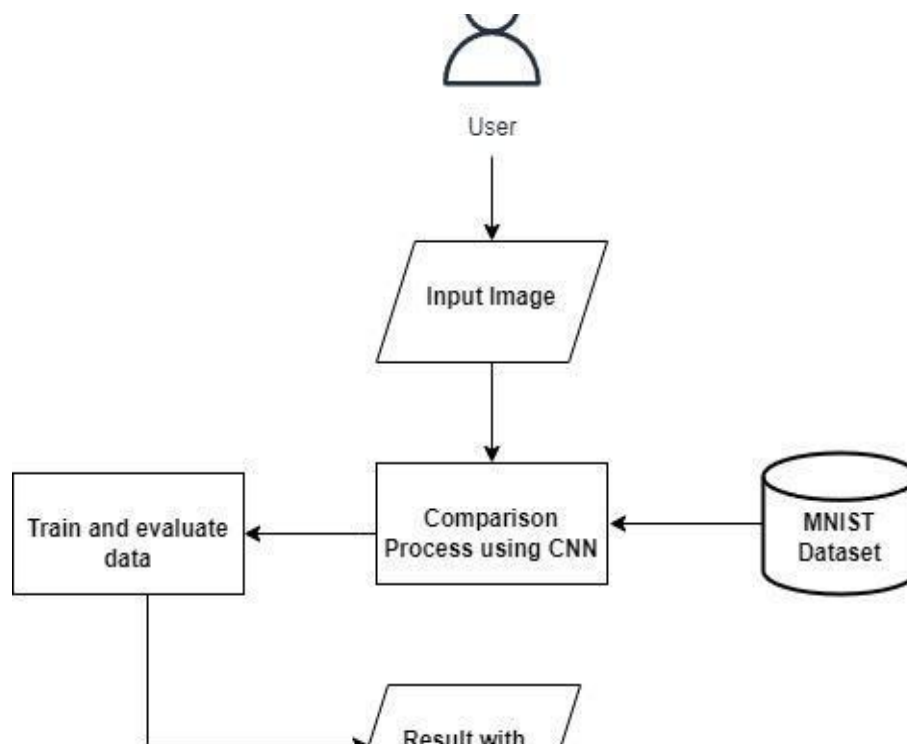 User
Input Image
Comparison
Process using CNN
MNIST
Dataset
Train and evaluate
data
Result with